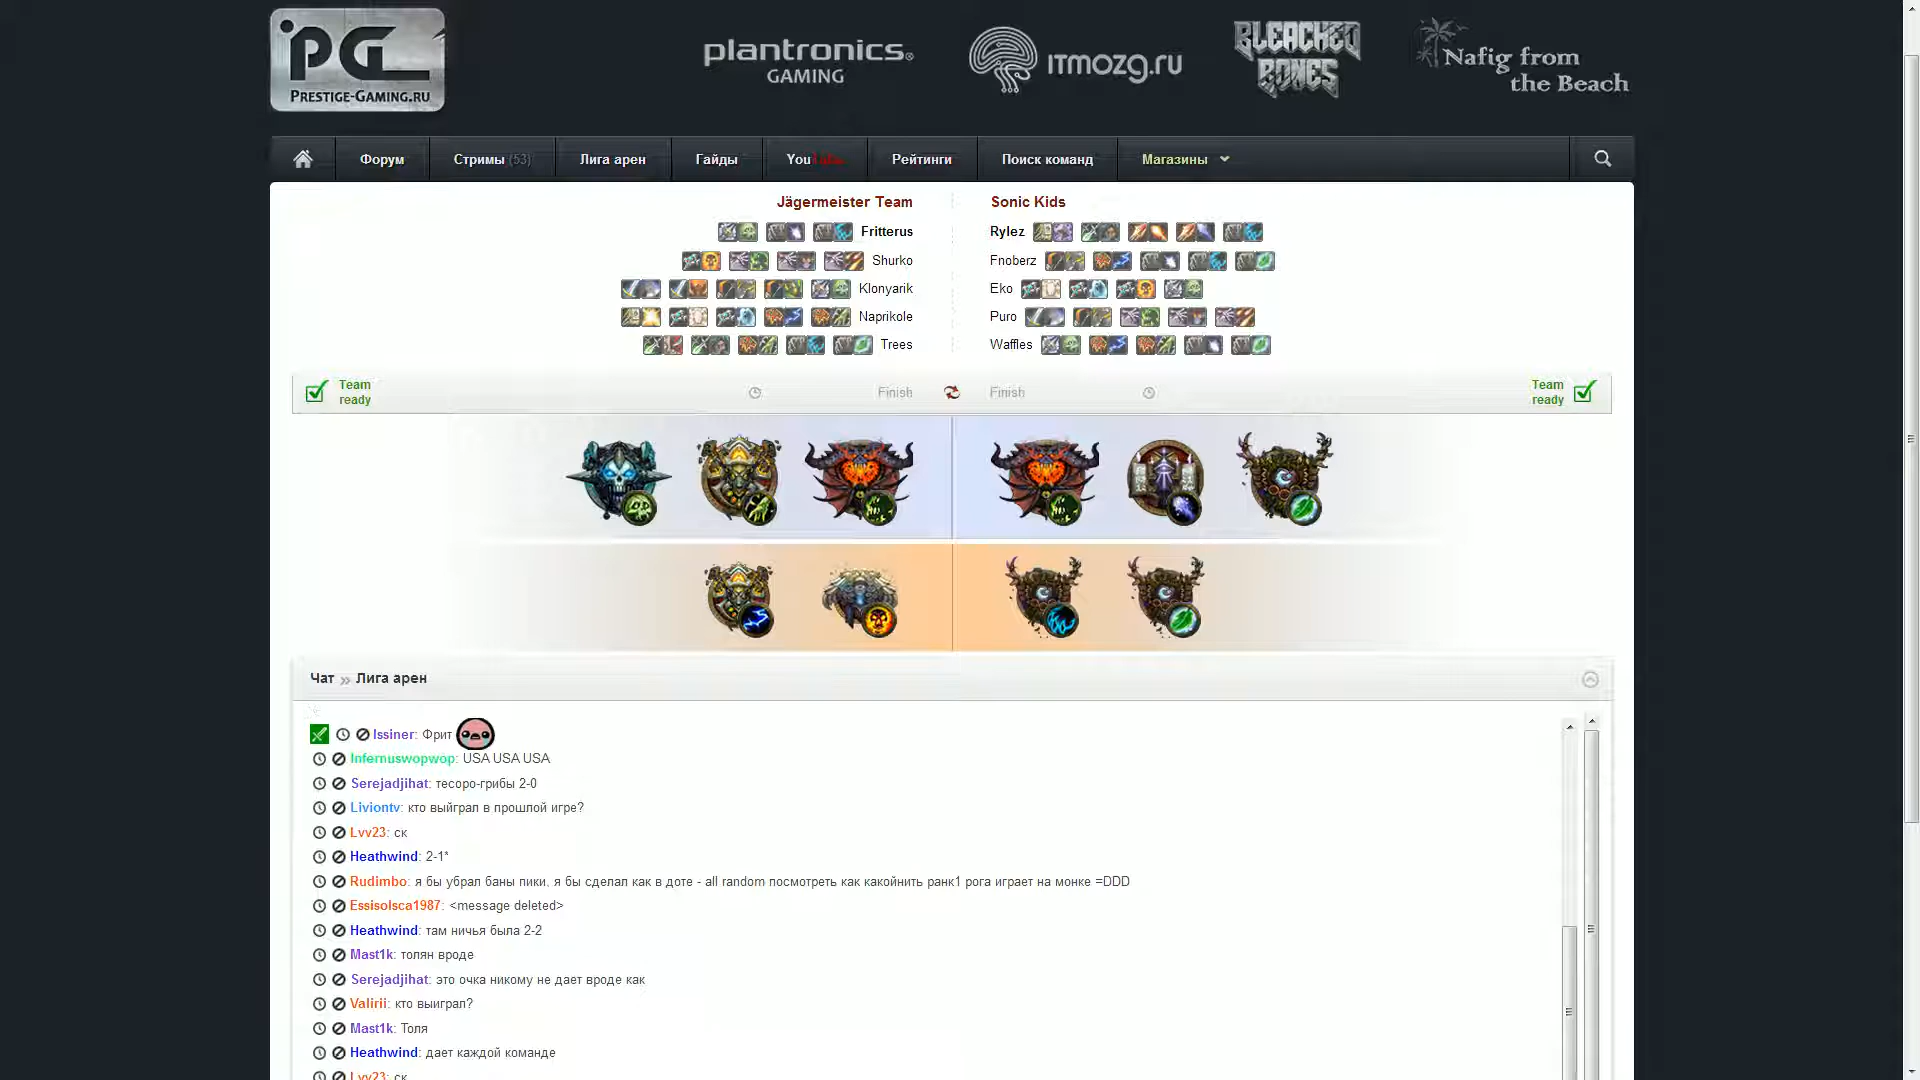 PG
PRESTIGE-GAMING.RU
plantronics®
GAMING
ITMOZG.RU
BLEACHED
BONES
Nafig from
the Beach
Форум
Стримы (53)
Лига арен
Гайды
YouTube
Рейтинги
Поиск команд
Магазины
Jägermeister Team
Sonic Kids
Fritterus
Rylez
Shurko
Fnoberz
Klonyarik
Eko
Naprikole
Puro
Trees
Waffles
Team
ready
Finish
Finish
Team
ready
Чат » Лига арен
Issiner: Фрит
Infernuswopwop: USA USA USA
Serejadjihat: тесоро-грибы 2-0
Liviontv: кто выйграл в прошлой игре?
Lvv23: ск
Heathwind: 2-1*
Rudimbo: я бы убрал баны пики, я бы сделал как в доте - all random посмотреть как какойнить ранк1 рога играет на монке =DDD
Essisolsca1987: <message deleted>
Heathwind: там ничья была 2-2
Mast1k: толян вроде
Serejadjihat: это очка никому не дает вроде как
Valirii: кто выиграл?
Mast1k: Толя
Heathwind: дает каждой команде
Lvv23: ск